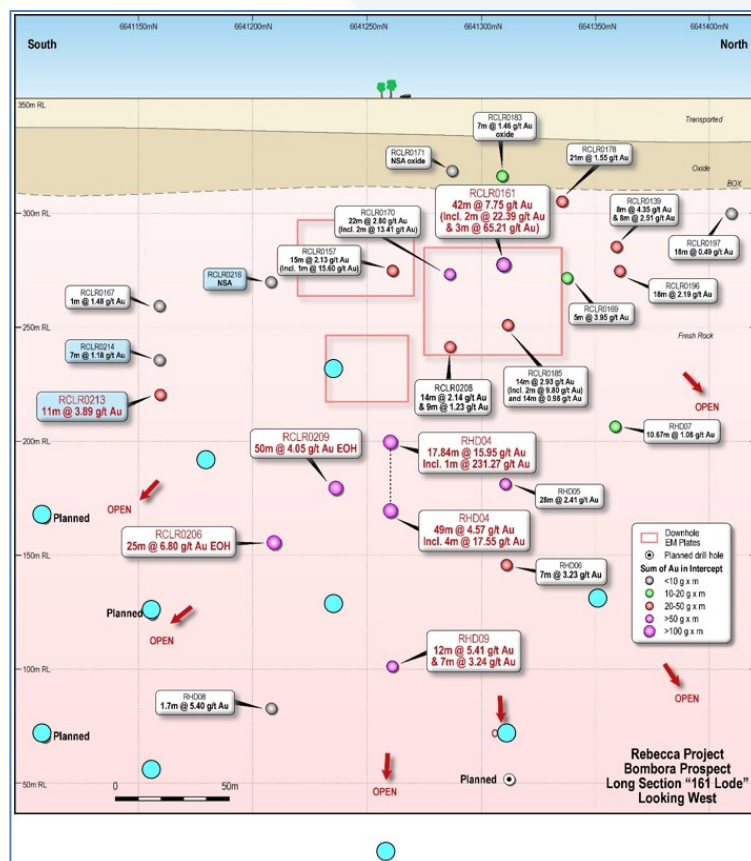 6641150mN
6641210mN
6641250mN
6641310mN
6641350mN
6641410mN
South
North
350m RL
Transported
Oxide
BOX
RCLR0183
7m @ 1.46 g/t Au
oxide
RCLR0171
NSA oxide
RCLR0178
21m @ 1.55 g/t Au
RCLR0161
42m @ 7.75 g/t Au
(Incl. 2m @ 22.39 g/t Au
& 3m @ 65.21 g/t Au)
RCLR0139
8m @ 4.35 g/t Au
& 8m @ 2.51 g/t Au
RCLR0170
22m @ 2.80 g/t Au
(Incl. 2m @ 13.41 g/t Au)
300m RL
RCLR0197
18m @ 0.49 g/t Au
RCLR0157
15m @ 2.13 g/t Au
(Incl. 1m @ 15.60 g/t Au)
RCLR0216
NSA
RCLR0196
18m @ 2.19 g/t Au
RCLR0167
1m @ 1.48 g/t Au
RCLR0169
5m @ 3.95 g/t Au
250m RL
Fresh Rock
RCLR0214
7m @ 1.18 g/t Au
RCLR0185
14m @ 2.93 g/t Au
(Incl. 2m @ 9.80 g/t Au)
and 14m @ 0.98 g/t Au
RCLR0208
14m @ 2.14 g/t Au
& 9m @ 1.23 g/t Au
RCLR0213
11m @ 3.89 g/t Au
OPEN
RHD07
10.67m @ 1.08 g/t Au
200m RL
RCLR0209
50m @ 4.05 g/t Au EOH
RHD04
17.84m @ 15.95 g/t Au
Incl. 1m @ 231.27 g/t Au
RHD05
28m @ 2.41 g/t Au
OPEN
Planned
RHD04
49m @ 4.57 g/t Au
Incl. 4m @ 17.55 g/t Au
RCLR0206
25m @ 6.80 g/t Au EOH
150m RL
RHD06
7m @ 3.23 g/t Au
Downhole
EM Plates
Planned drill hole
Sum of Au in Intercept
<10 g x m
10-20 g x m
20-50 g x m
>50 g x m
>100 g x m
Planned
OPEN
RHD09
12m @ 5.41 g/t Au
& 7m @ 3.24 g/t Au
100m RL
OPEN
RHD08
1.7m @ 5.40 g/t Au
Planned
Planned
OPEN
50m RL
0
50m
Rebecca Project
Bombora Prospect
Long Section "161 Lode"
Looking West